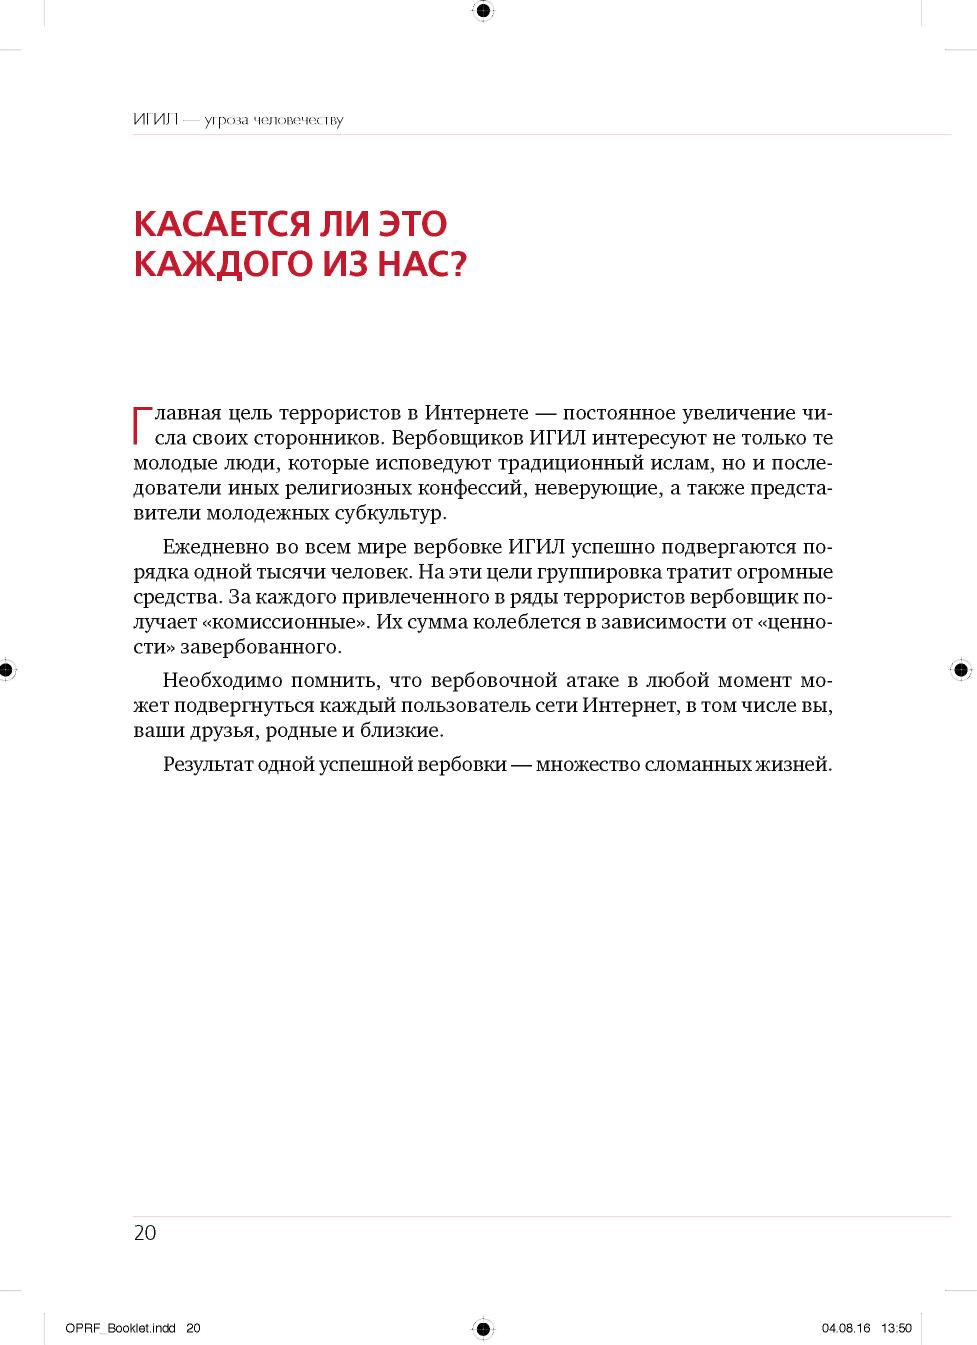 ИГИЛ — угроза человечеству
КАСАЕТСЯ ЛИ ЭТО
КАЖДОГО ИЗ НАС?
Главная цель террористов в Интернете — постоянное увеличение чи-
сла своих сторонников. Вербовщиков ИГИЛ интересуют не только те
молодые люди, которые исповедуют традиционный ислам, но и после-
дователи иных религиозных конфессий, неверующие, а также предста-
вители молодежных субкультур.
Ежедневно во всем мире вербовке ИГИЛ успешно подвергаются по-
рядка одной тысячи человек. На эти цели группировка тратит огромные
средства. За каждого привлеченного в ряды террористов вербовщик по-
лучает «комиссионные». Их сумма колеблется в зависимости от «ценно-
сти» завербованного.
Необходимо помнить, что вербовочной атаке в любой момент мо-
жет подвергнуться каждый пользователь сети Интернет, в том числе вы,
ваши друзья, родные и близкие.
Результат одной успешной вербовки — множество сломанных жизней.
20
OPRF_Booklet.indd 20
04.08.16 13:50